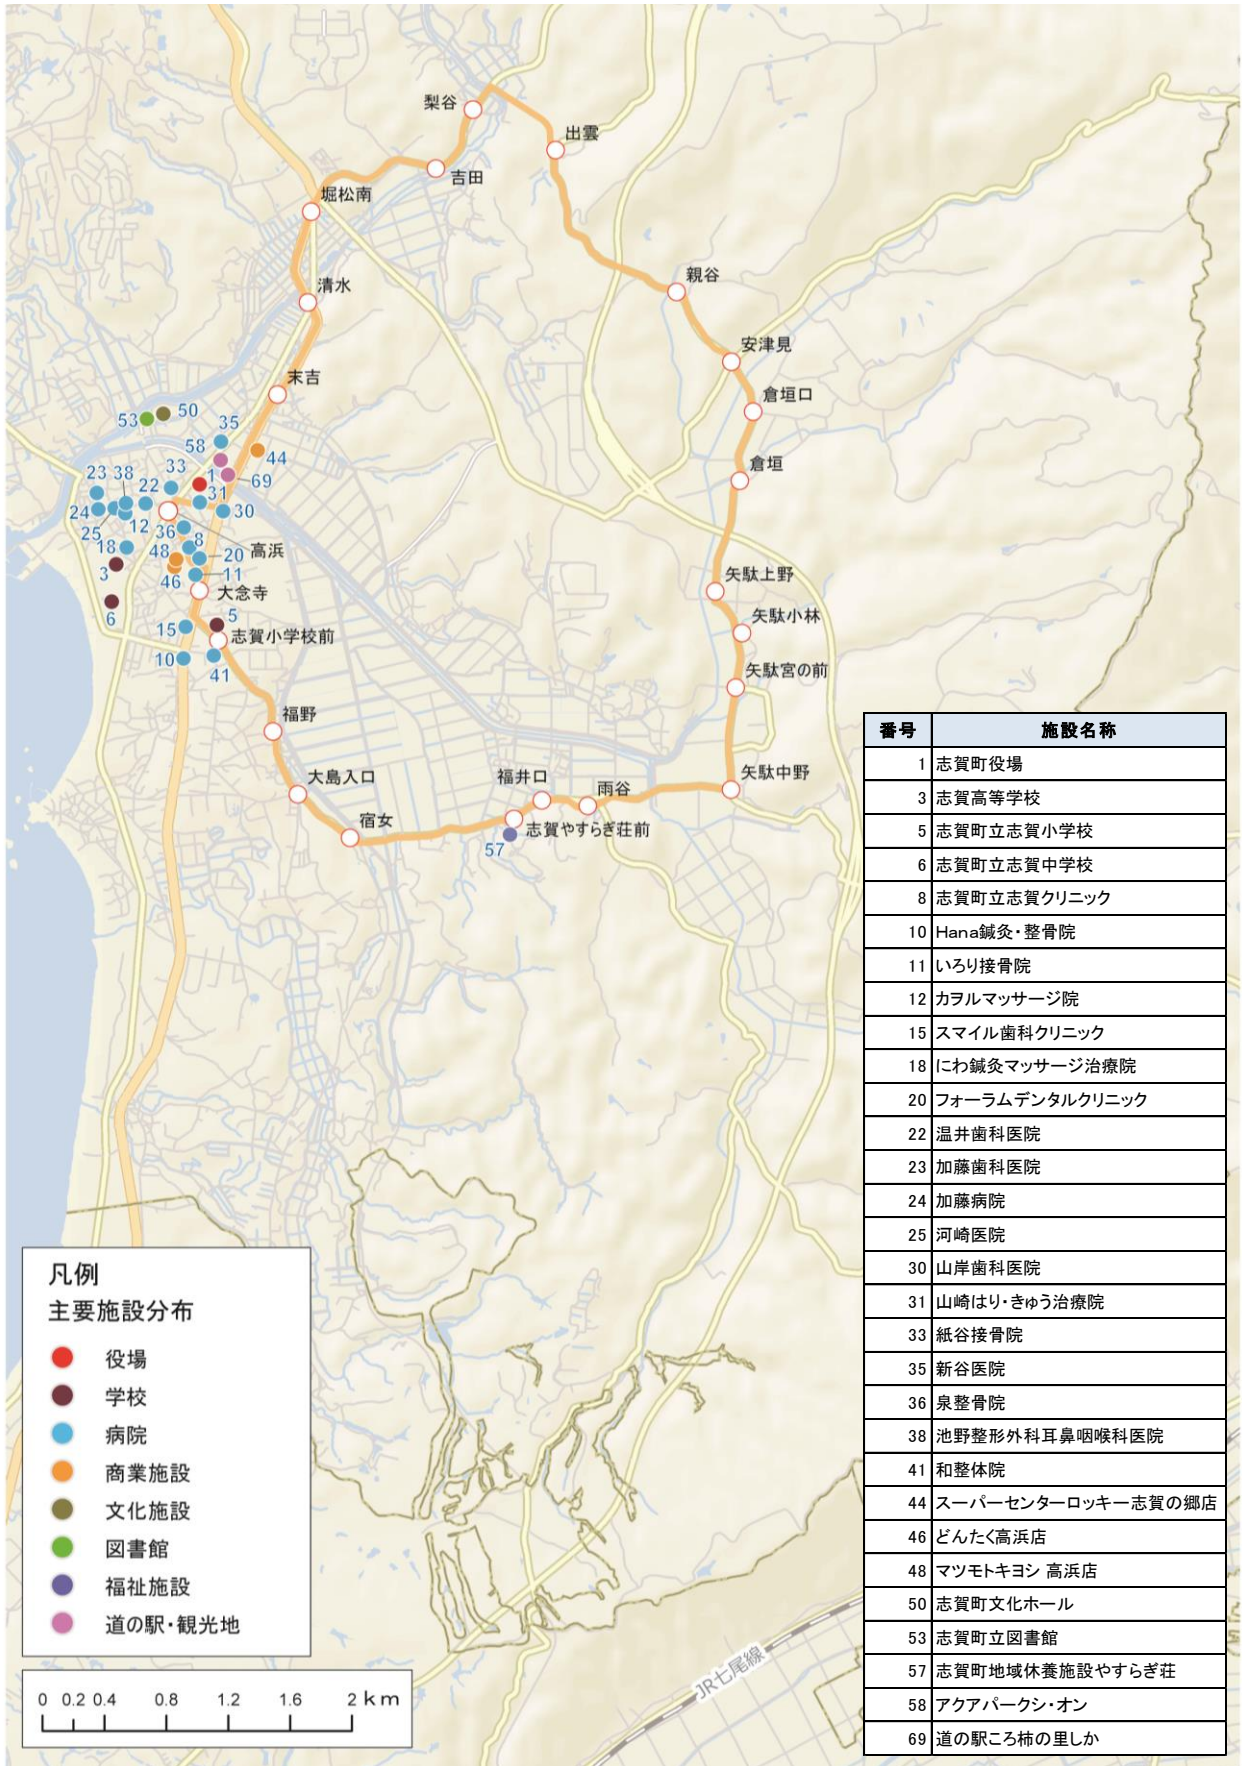 梨谷
出雲
吉田
堀松南
親谷
清水
安津見
末吉
倉垣口
倉垣
53
50
35
58
44
23
38
33
1
69
22
31
24
30
25
12
36
8
高浜
18
48
20
3
46
11
大念寺
6
5
15
志賀小学校前
10
41
矢駄上野
矢駄小林
矢駄宮の前
福野
大島入口
福井口
雨谷
矢駄中野
宿女
志賀やすらぎ荘前
57
番号 施設名称
1 志賀町役場
3 志賀高等学校
5 志賀町立志賀小学校
6 志賀町立志賀中学校
8 志賀町立志賀クリニック
10 Hana鍼灸・整骨院
11 いろり接骨院
12 カヲルマッサージ院
15 スマイル歯科クリニック
18 にわ鍼灸マッサージ治療院
20 フォーラムデンタルクリニック
22 温井歯科医院
23 加藤歯科医院
24 加藤病院
25 河崎医院
30 山岸歯科医院
31 山崎はり・きゅう治療院
33 紙谷接骨院
35 新谷医院
36 泉整骨院
38 池野整形外科耳鼻咽喉科医院
41 和整体院
44 スーパーセンターロッキー志賀の郷店
46 どんたく高浜店
48 マツモトキヨシ 高浜店
50 志賀町文化ホール
53 志賀町立図書館
57 志賀町地域休養施設やすらぎ荘
58 アクアパークシ・オン
69 道の駅ころ柿の里しか
凡例
主要施設分布
役場
学校
病院
商業施設
文化施設
図書館
福祉施設
道の駅・観光地
0 0.2 0.4 0.8 1.2 1.6 2 km
JR七尾線